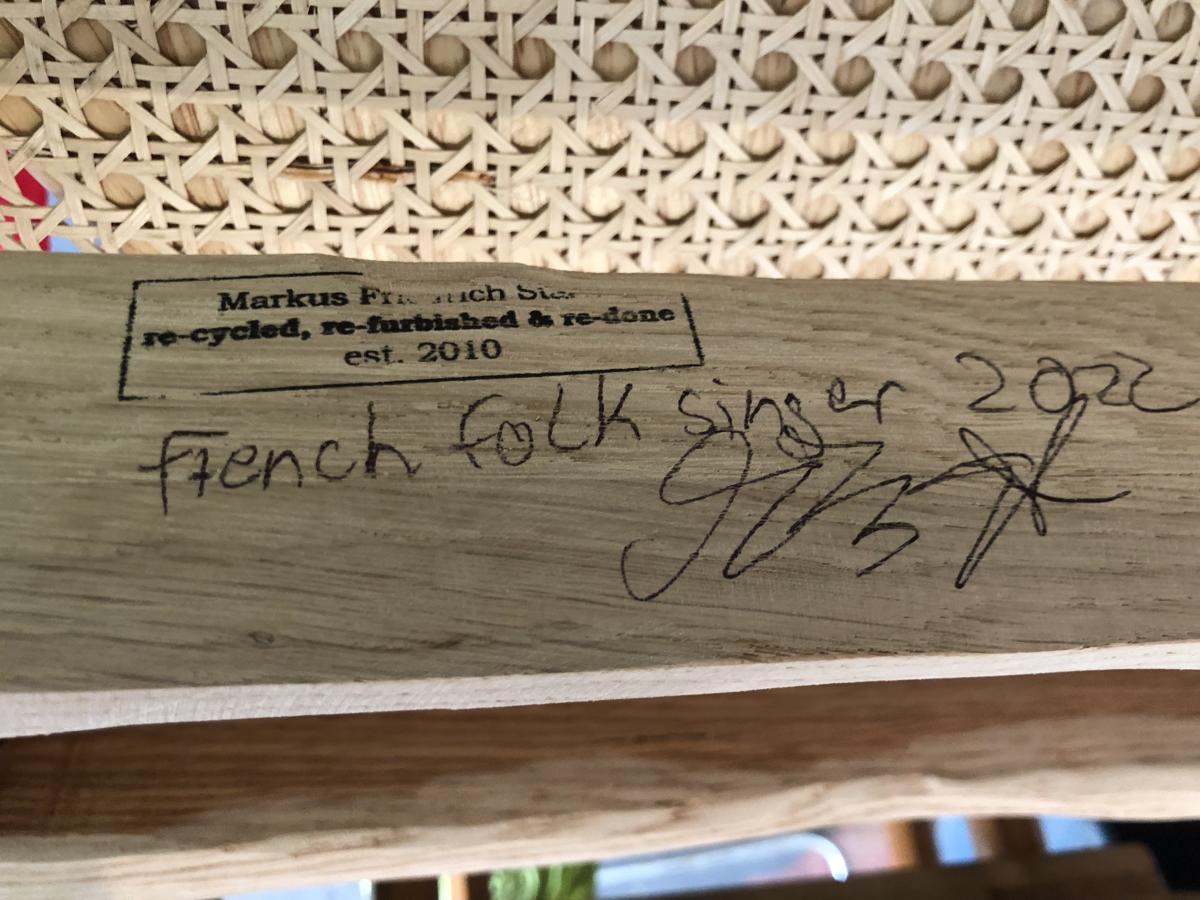 Markus
re-cycled, re-furbished & re-done
est. 2010
french folk singer 2022